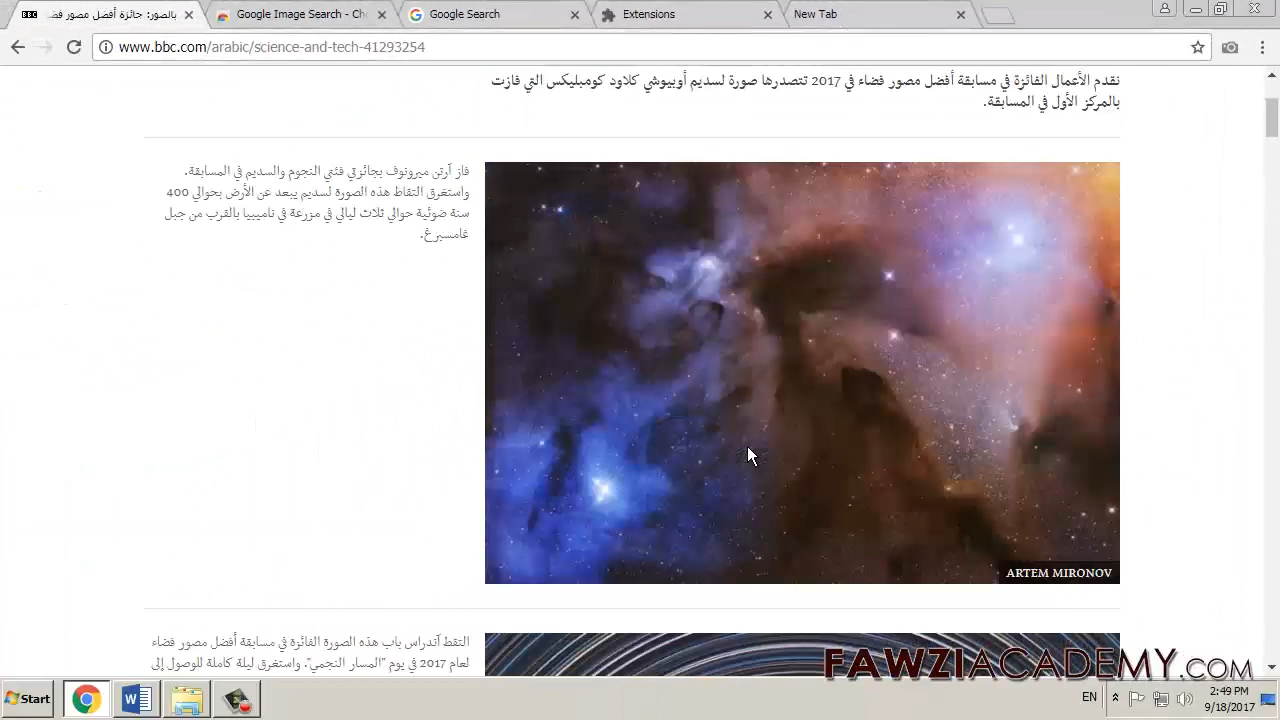 BBC بالصور: جائزة أفضل مصور فض
Google Image Search - Ch
Google Search
Extensions
New Tab
www.bbc.com/arabic/science-and-tech-41293254
نقدم الأعمال الفائزة في مسابقة أفضل مصور فضاء في 2017 تتصدرها صورة لسديم أوبيوشي كلاود كومبليكس التي فازت
بالمركز الأول في المسابقة.
فاز آرتن ميرونوف بجائزتي فئتي النجوم والسديم في المسابقة.
واستغرق التقاط هذه الصورة لسديم يبعد عن الأرض بحوالي 400
سنة ضوئية حوالي ثلاث ليالي في مزرعة في ناميبيا بالقرب من جبل
غامسبرغ.
ARTEM MIRONOV
التقط آندراس باب هذه الصورة الفائزة في مسابقة أفضل مصور فضاء
لعام 2017 في يوم "المسار النجمي". واستغرق ليلة كاملة للوصول إلى
FAWZIACADEMY.COM
Start
EN
2:49 PM
9/18/2017